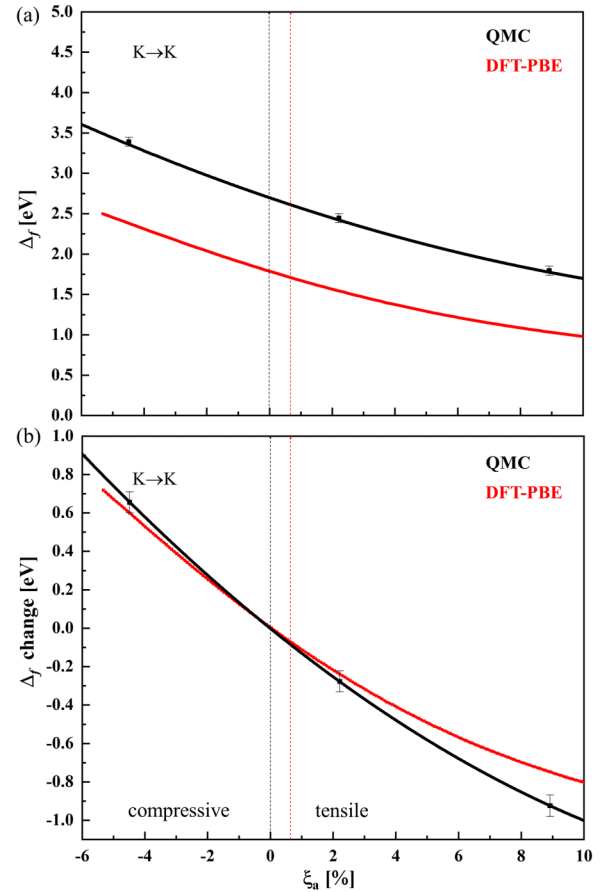 (a)
5.0
4.5
4.0
3.5
3.0
2.5
2.0
1.5
1.0
0.5
0.0
Δf [eV]
K→K
QMC
DFT-PBE
(b)
1.0
0.8
0.6
0.4
0.2
0.0
-0.2
-0.4
-0.6
-0.8
-1.0
Δf change [eV]
K→K
QMC
DFT-PBE
compressive
tensile
-6 -4 -2 0 2 4 6 8 10
ξa [%]